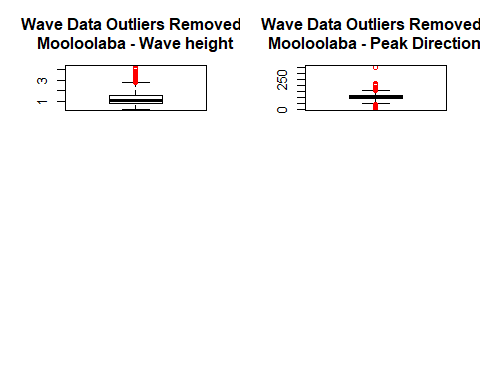 Wave Data Outliers Removed
Mooloolaba - Wave height
3
1
Wave Data Outliers Removed
Mooloolaba - Peak Direction
250
0